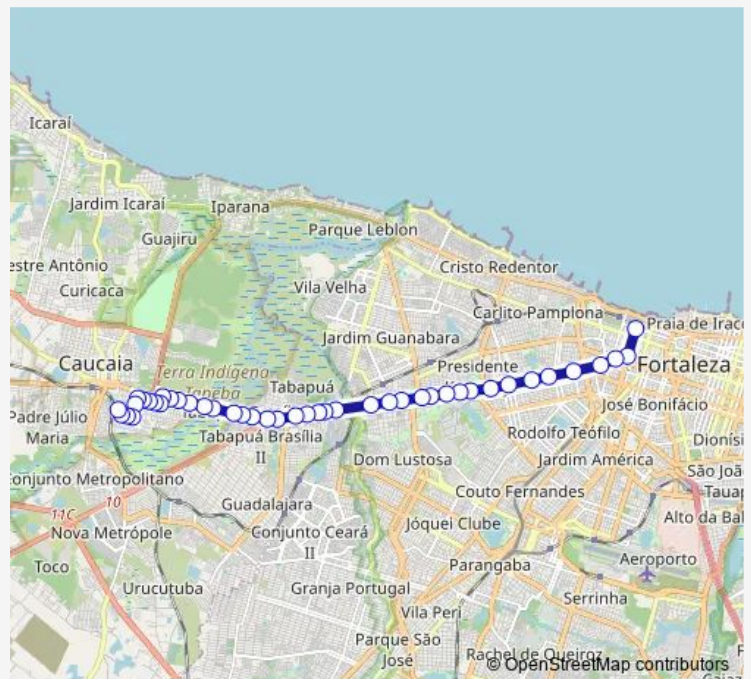 Icaraí
Jardim Icaraí
Iparana
Guajiru
Parque Leblon
estre Antônio
Cristo Redentor
Curicaca
Vila Velha
Carlito Pamplona
Praia de Irac
Jardim Guanabara
Caucaia
Presidente
Fortaleza
Terra Indígena
Tapeba
Tabapuá
Padre Júlio
Maria
José Bonifácio
Tabapuá Brasília
II
Rodolfo Teófilo
Dionísi
Dom Lustosa
Jardim América
São Joã
onjunto Metropolitano
Couto Fernandes
Tauap
10
11C
Guadalajara
Jóquei Clube
Alto da Bal
Nova Metrópole
Conjunto Ceará
II
Toco
Parangaba
Aeroporto
Urucutuba
Granja Portugal
Serrinha
Vila Peri
Parque São
José
Rachel de Queiroz
© OpenStreetMap contributors